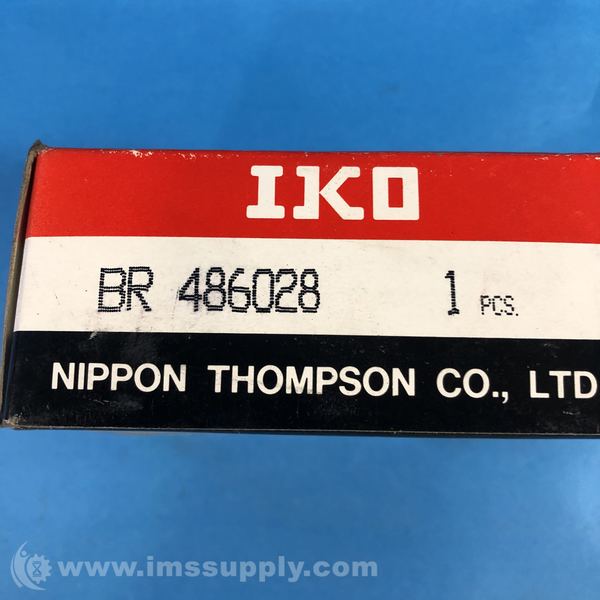 IKO
BR 486028 1 PCS.
NIPPON THOMPSON CO., LTD
www.imssupply.com